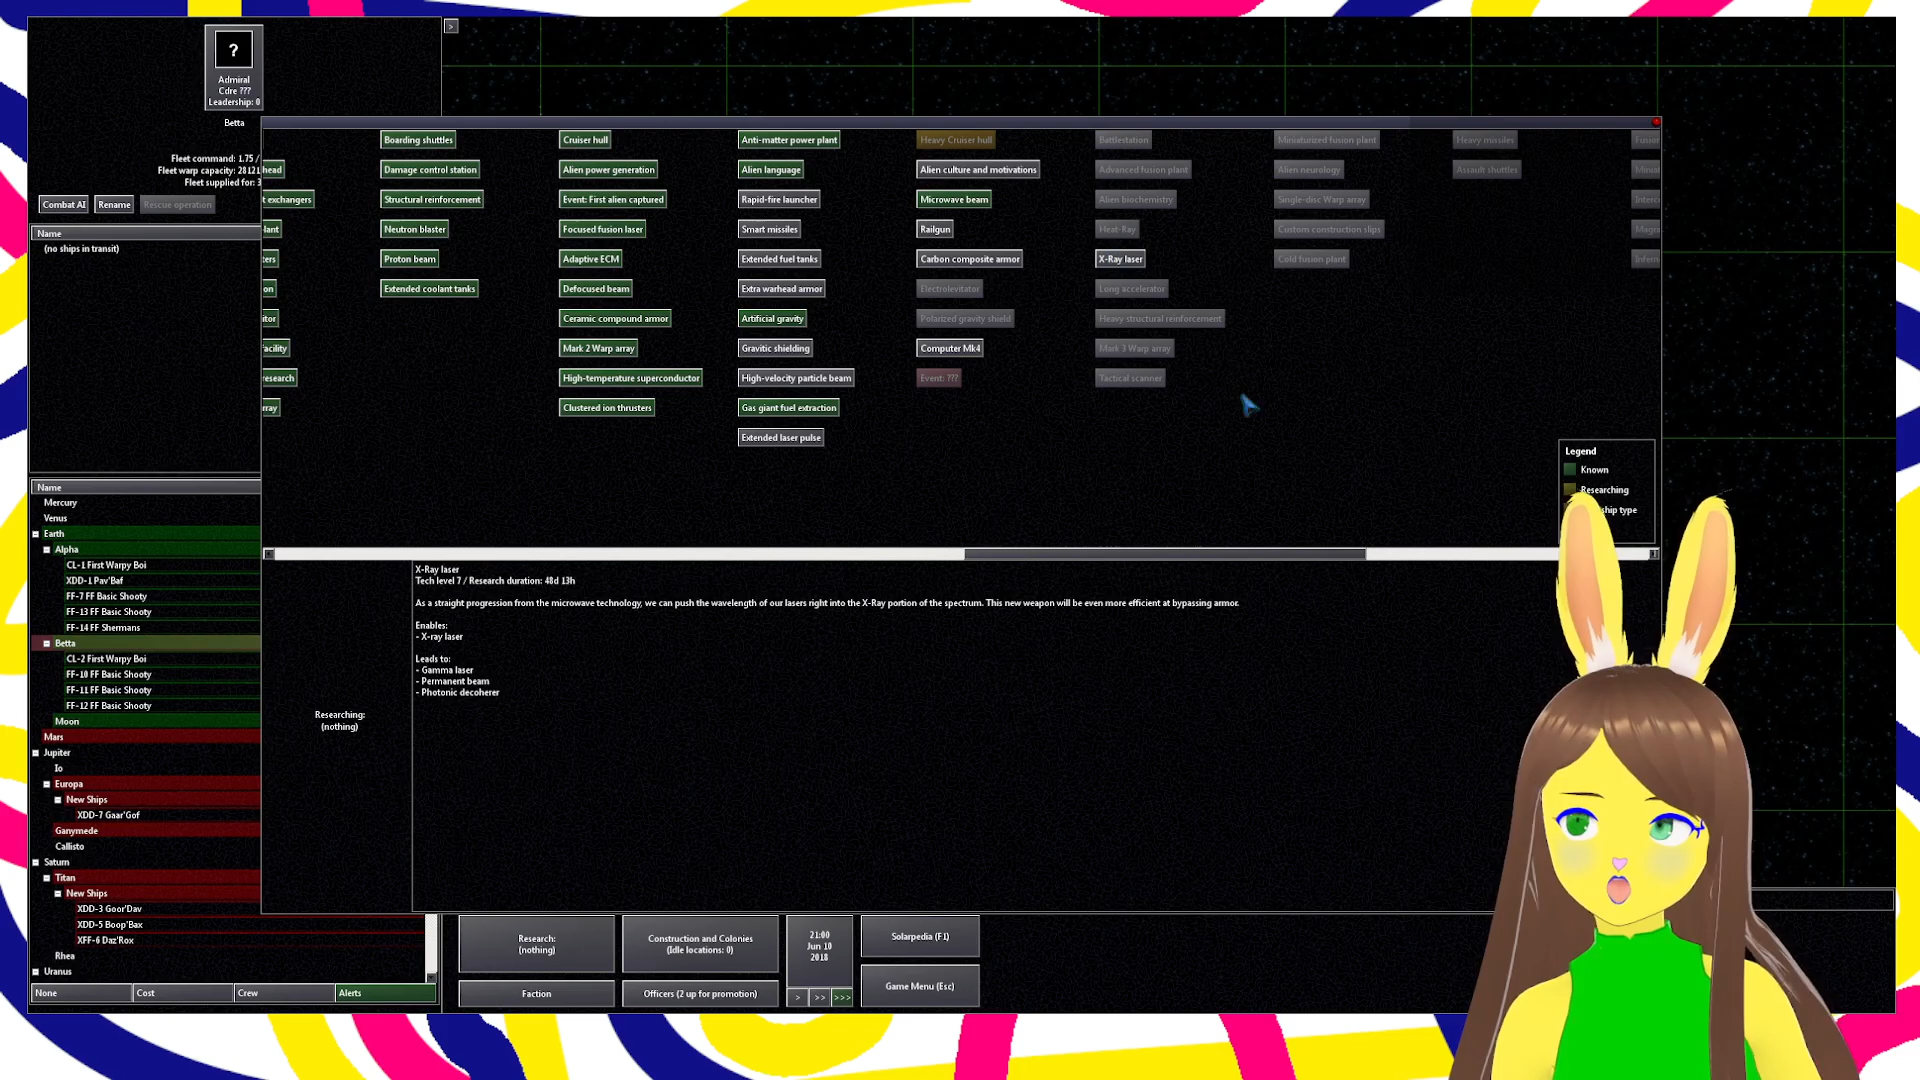 ?
>
Admiral
Cdre ???
Leadership: 0
Betta
Fleet command: 1.75 /
Fleet warp capacity: 28121
Fleet supplied for: 3
Combat AI
Rename
Rescue operation
Name
(no ships in transit)
Name
Mercury
Venus
Earth
Alpha
CL-1 First Warpy Boi
XDD-1 Pav'Baf
FF-7 FF Basic Shooty
FF-13 FF Basic Shooty
FF-14 FF Shermans
Betta
CL-2 First Warpy Boi
FF-10 FF Basic Shooty
FF-11 FF Basic Shooty
FF-12 FF Basic Shooty
Moon
Mars
Jupiter
Io
Europa
New Ships
XDD-7 Gaar'Gof
Ganymede
Callisto
Saturn
Titan
New Ships
XDD-3 Goor'Dav
XDD-5 Boop'Bax
XFF-6 Daz'Rox
Rhea
Uranus
None
Cost
Crew
Alerts
head
t exchangers
lant
ters
on
itor
facility
research
rray
Boarding shuttles
Damage control station
Structural reinforcement
Neutron blaster
Proton beam
Extended coolant tanks
Cruiser hull
Alien power generation
Event: First alien captured
Focused fusion laser
Adaptive ECM
Defocused beam
Ceramic compound armor
Mark 2 Warp array
High-temperature superconductor
Clustered ion thrusters
Anti-matter power plant
Alien language
Rapid-fire launcher
Smart missiles
Extended fuel tanks
Extra warhead armor
Artificial gravity
Gravitic shielding
High-velocity particle beam
Gas giant fuel extraction
Extended laser pulse
Heavy Cruiser hull
Alien culture and motivations
Microwave beam
Railgun
Carbon composite armor
Electrolevitator
Polarized gravity shield
Computer Mk4
Event: ???
Battlestation
Advanced fusion plant
Alien biochemistry
Heat-Ray
X-Ray laser
Long accelerator
Heavy structural reinforcement
Mark 3 Warp array
Tactical scanner
Miniaturized fusion plant
Alien neurology
Single-disc Warp array
Custom construction slips
Cold fusion plant
Heavy missiles
Assault shuttles
Fusion
Miniat
Interc
Magn
Infern
Legend
Known
Researching
ship type
Researching:
(nothing)
X-Ray laser
Tech level 7 / Research duration: 48d 13h
As a straight progression from the microwave technology, we can push the wavelength of our lasers right into the X-Ray portion of the spectrum. This new weapon will be even more efficient at bypassing armor.
Enables:
- X-ray laser
Leads to:
- Gamma laser
- Permanent beam
- Photonic decoherer
Research:
(nothing)
Construction and Colonies
(Idle locations: 0)
21:00
Jun 10
2018
> >> >>>
Solarpedia (F1)
Faction
Officers (2 up for promotion)
Game Menu (Esc)